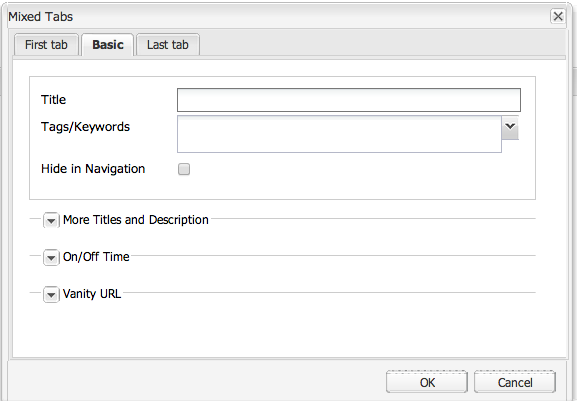 Mixed Tabs
First tab Basic Last tab
Title
Tags/Keywords
Hide in Navigation
More Titles and Description
On/Off Time
Vanity URL
OK Cancel